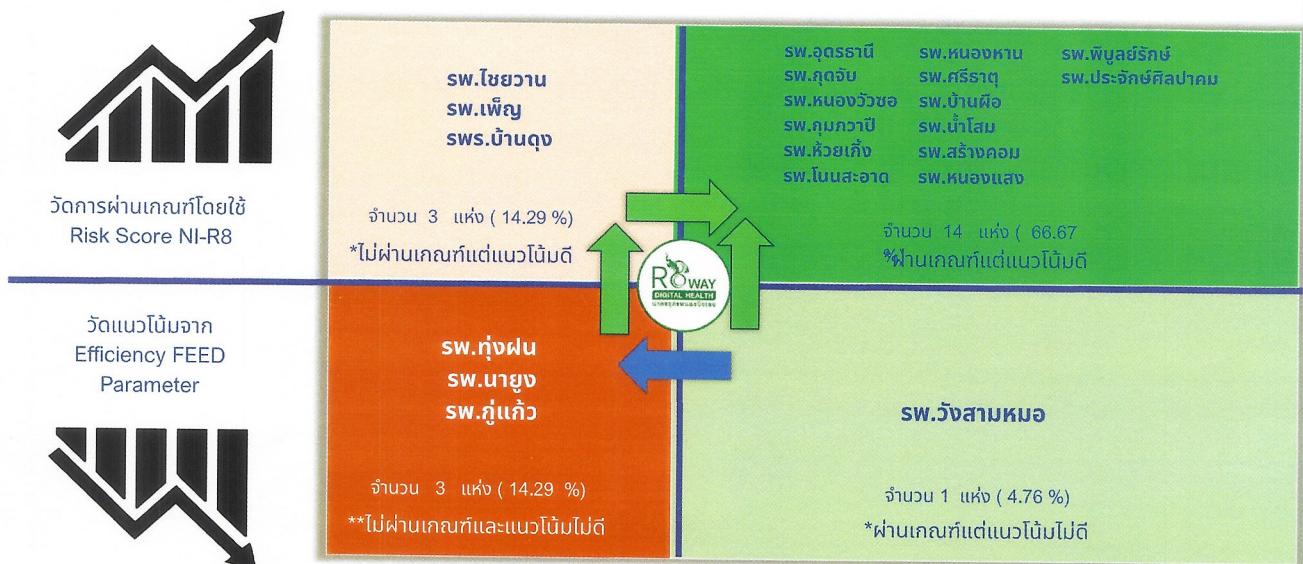 วัดการผ่านเกณฑ์โดยใช้
Risk Score NI-R8
วัดแนวโน้มจาก
Efficiency FEED
Parameter
รพ.ไชยวาน
รพ.เพ็ญ
รพร.บ้านดุง
จำนวน 3 แห่ง ( 14.29 %)
*ไม่ผ่านเกณฑ์แต่แนวโน้มดี
รพ.อุดรธานี รพ.หนองหาน รพ.พิบูลย์รักษ์
รพ.กุดจับ รพ.ศรีธาตุ รพ.ประจักษ์ศิลปาคม
รพ.หนองวัวซอ รพ.บ้านผือ
รพ.กุมภวาปี รพ.น้ำโสม
รพ.ห้วยเกิ้ง รพ.สร้างคอม
รพ.โนนสะอาด รพ.หนองแสง
จำนวน 14 แห่ง ( 66.67
%)
*ผ่านเกณฑ์แต่แนวโน้มดี
R8 WAY
DIGITAL HEALTH
รพ.ทุ่งฝน
รพ.นายูง
รพ.กู่แก้ว
จำนวน 3 แห่ง ( 14.29 %)
**ไม่ผ่านเกณฑ์และแนวโน้มไม่ดี
รพ.วังสามหมอ
จำนวน 1 แห่ง ( 4.76 %)
*ผ่านเกณฑ์แต่แนวโน้มไม่ดี